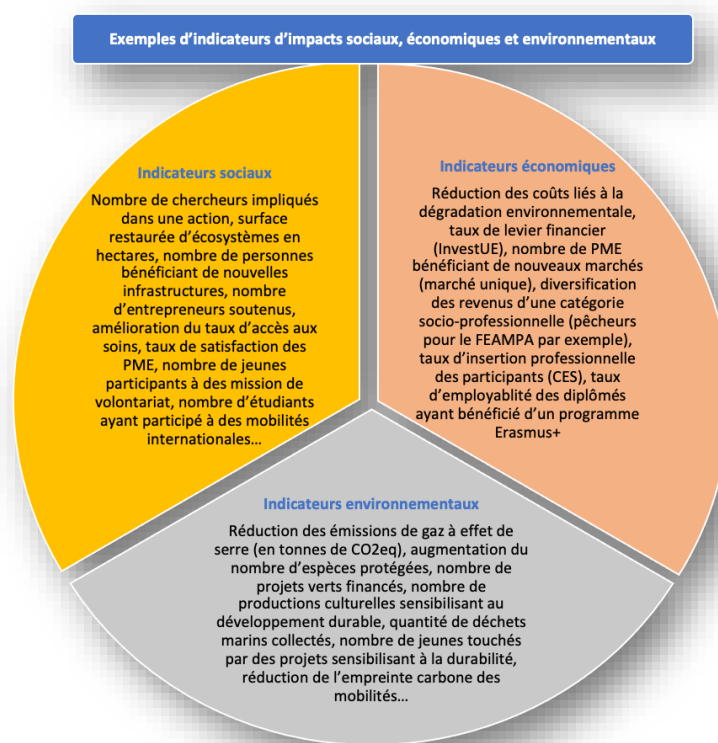 Exemples d'indicateurs d'impacts sociaux, économiques et environnementaux
Indicateurs sociaux
Nombre de chercheurs impliqués
dans une action, surface
restaurée d'écosystèmes en
hectares, nombre de personnes
bénéficiant de nouvelles
infrastructures, nombre
d'entrepreneurs soutenus,
amélioration du taux d'accès aux
soins, taux de satisfaction des
PME, nombre de jeunes
participants à des mission de
volontariat, nombre d'étudiants
ayant participé à des mobilités
internationales…
Indicateurs économiques
Réduction des coûts liés à la
dégradation environnementale,
taux de levier financier
(InvestUE), nombre de PME
bénéficiant de nouveaux marchés
(marché unique), diversification
des revenus d'une catégorie
socio-professionnelle (pêcheurs
pour le FEAMPA par exemple),
taux d'insertion professionnelle
des participants (CES), taux
d'employablité des diplômés
ayant bénéficié d'un programme
Erasmus+
Indicateurs environnementaux
Réduction des émissions de gaz à effet de
serre (en tonnes de CO2eq), augmentation du
nombre d'espèces protégées, nombre de
projets verts financés, nombre de
productions culturelles sensibilisant au
développement durable, quantité de déchets
marins collectés, nombre de jeunes touchés
par des projets sensibilisant à la durabilité,
réduction de l'empreinte carbone des
mobilités…